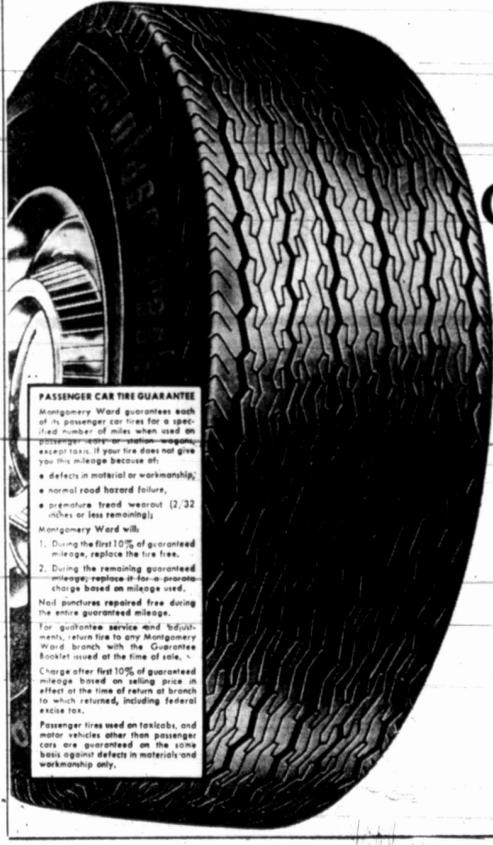 PASSENGER CAR TIRE GUARANTEE
Montgomery Ward guarantees each
of its passenger car tires for a spec-
ified number of miles when used on
passenger cars or station wagons,
except taxis. If your tire does not give
you this mileage because of:
• defects in material or workmanship,
• normal road hazard failure,
• premature tread wearout (2/32
inches or less remaining);
Montgomery Ward will:
1. During the first 10% of guaranteed
mileage, replace the tire free.
2. During the remaining guaranteed
mileage, replace it for a prorata
charge based on mileage used.
Nail punctures repaired free during
the entire guaranteed mileage.
For guarantee service and adjust-
ments, return tire to any Montgomery
Ward branch with the Guarantee
Booklet issued at the time of sale.
Charge after first 10% of guaranteed
mileage based on selling price in
effect at the time of return at branch
to which returned, including federal
excise tax.
Passenger tires used on taxicabs, and
motor vehicles other than passenger
cars are guaranteed on the same
basis against defects in materials and
workmanship only.